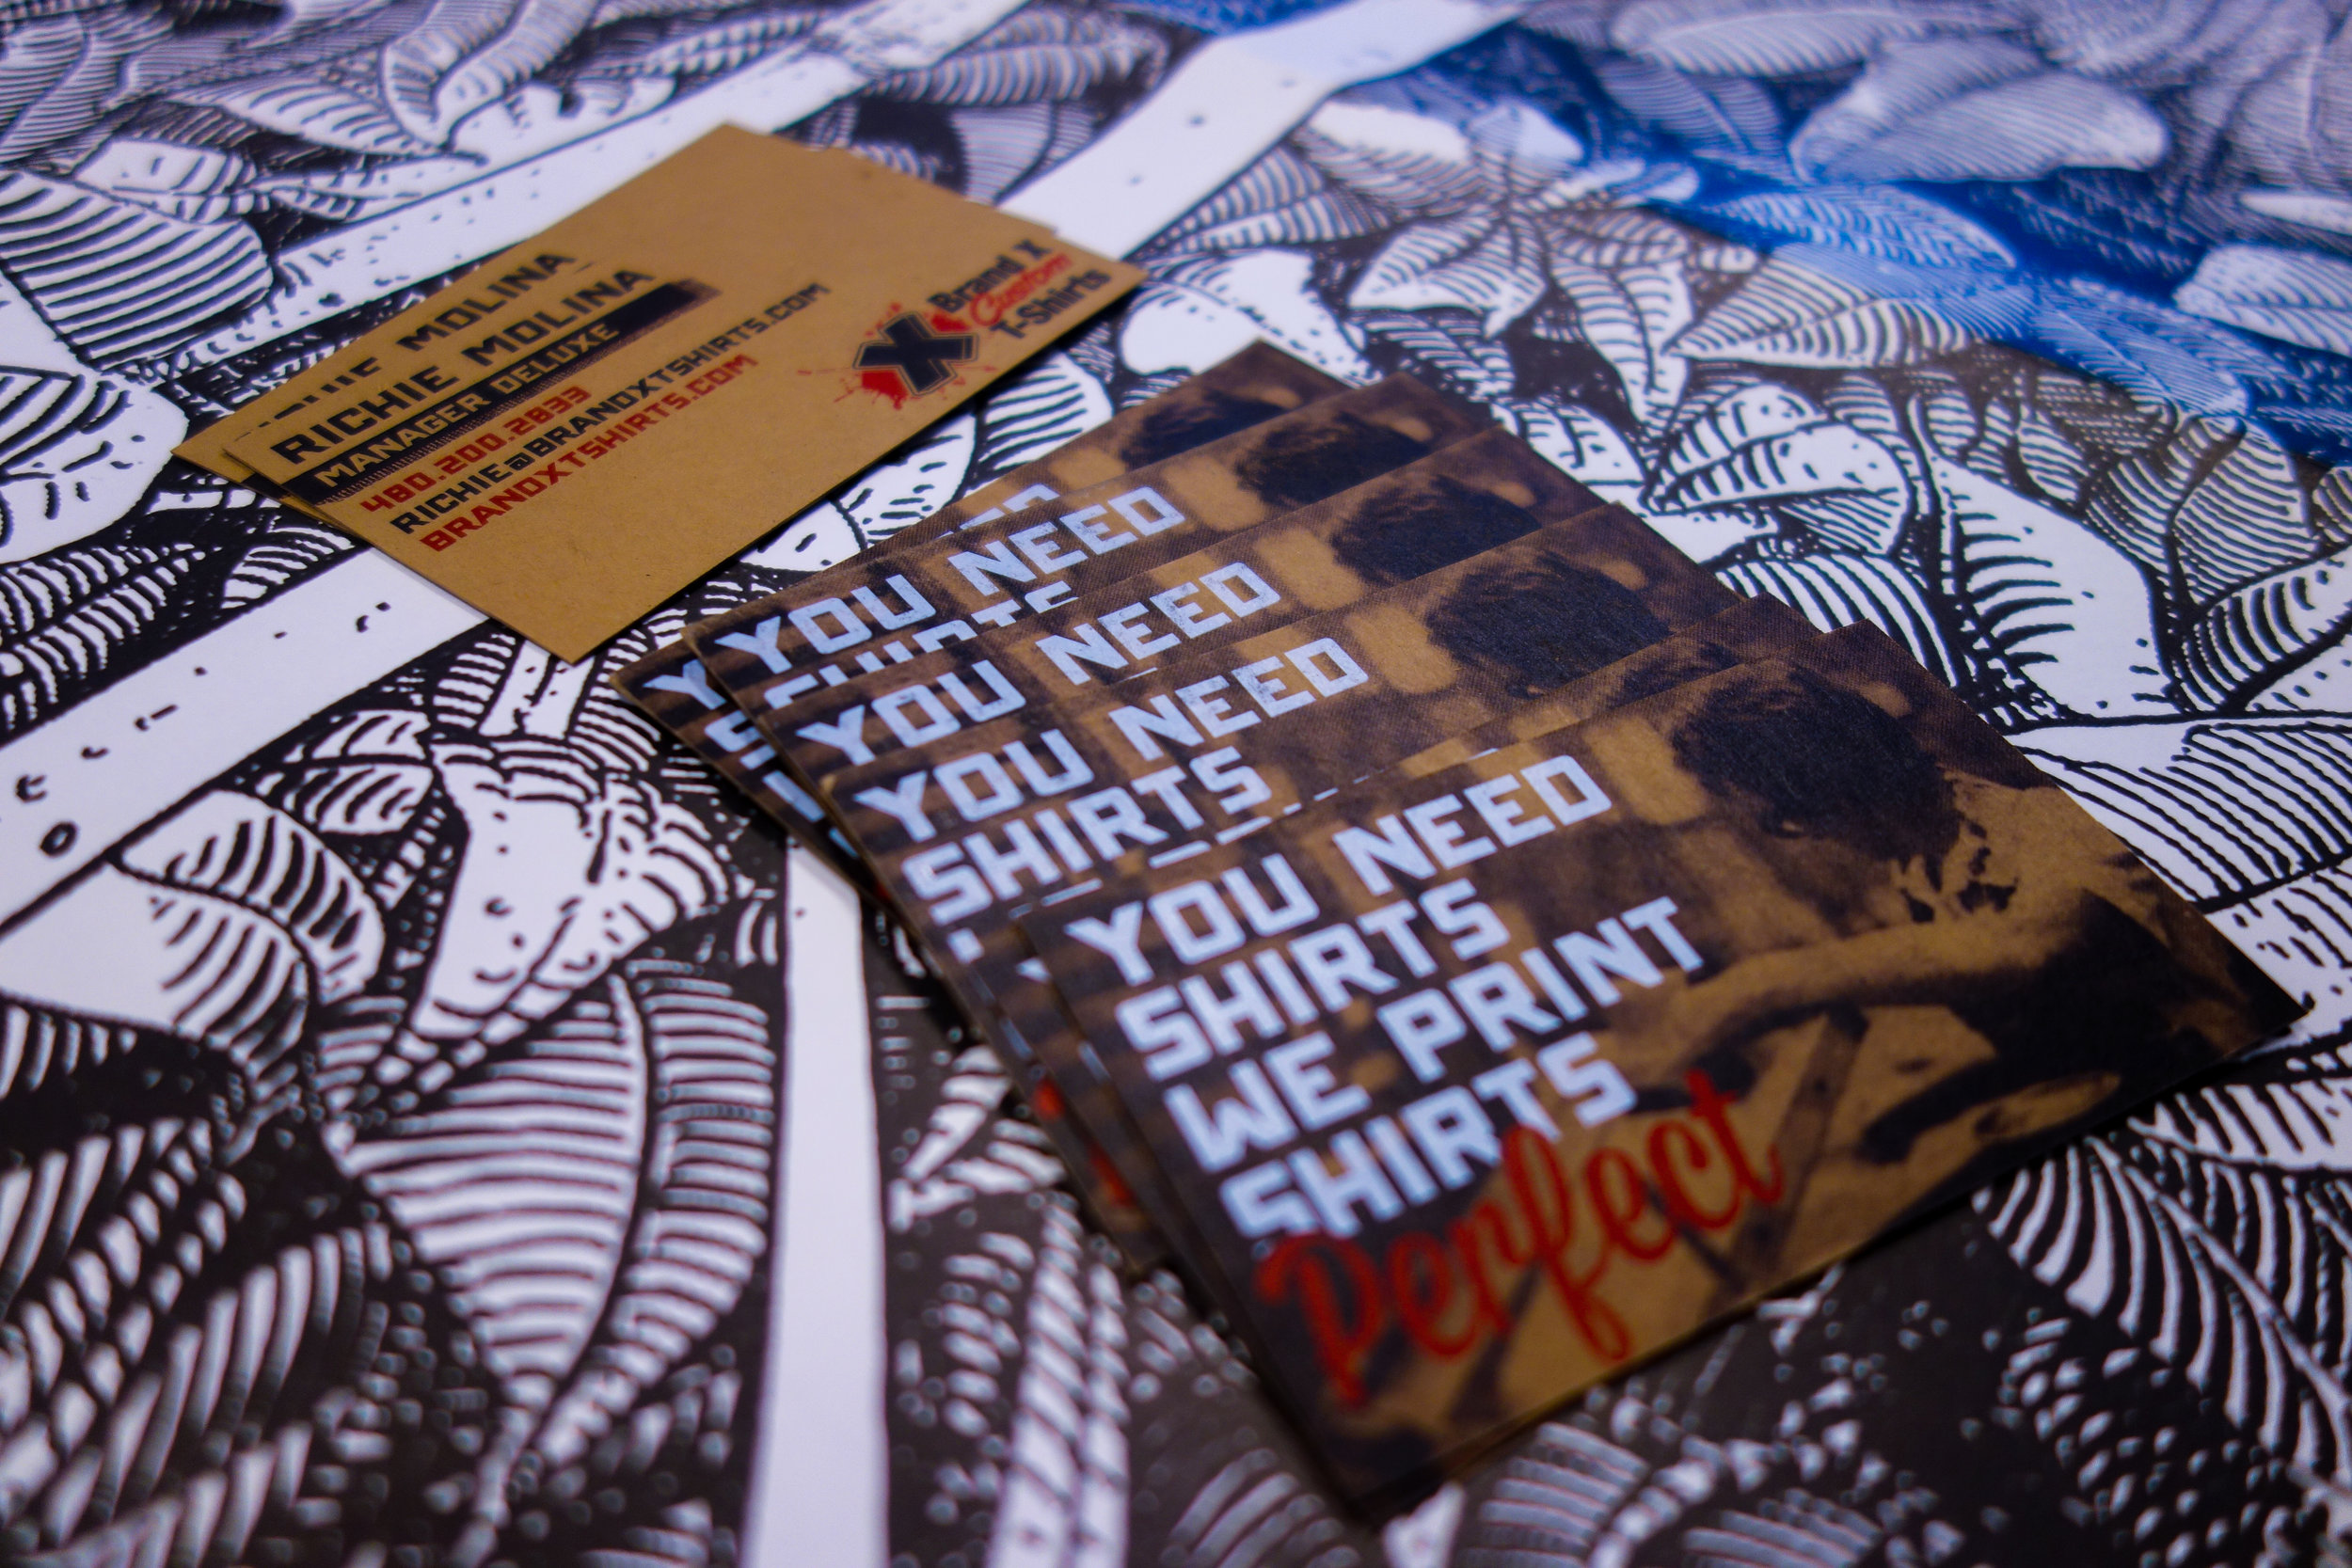 MOLINA
RICHIE MOLINA
MANAGER DELUXE
480.200.2833
RICHIE@BRANDXTSHIRTS.COM
BRANDXTSHIRTS.COM
X
Brand X
Custom
T-Shirts
YOU NEED
SHIRTS
YOU NEED
YOU NEED
SHIRTS
YOU NEED
SHIRTS
WE PRINT
SHIRTS
Perfect